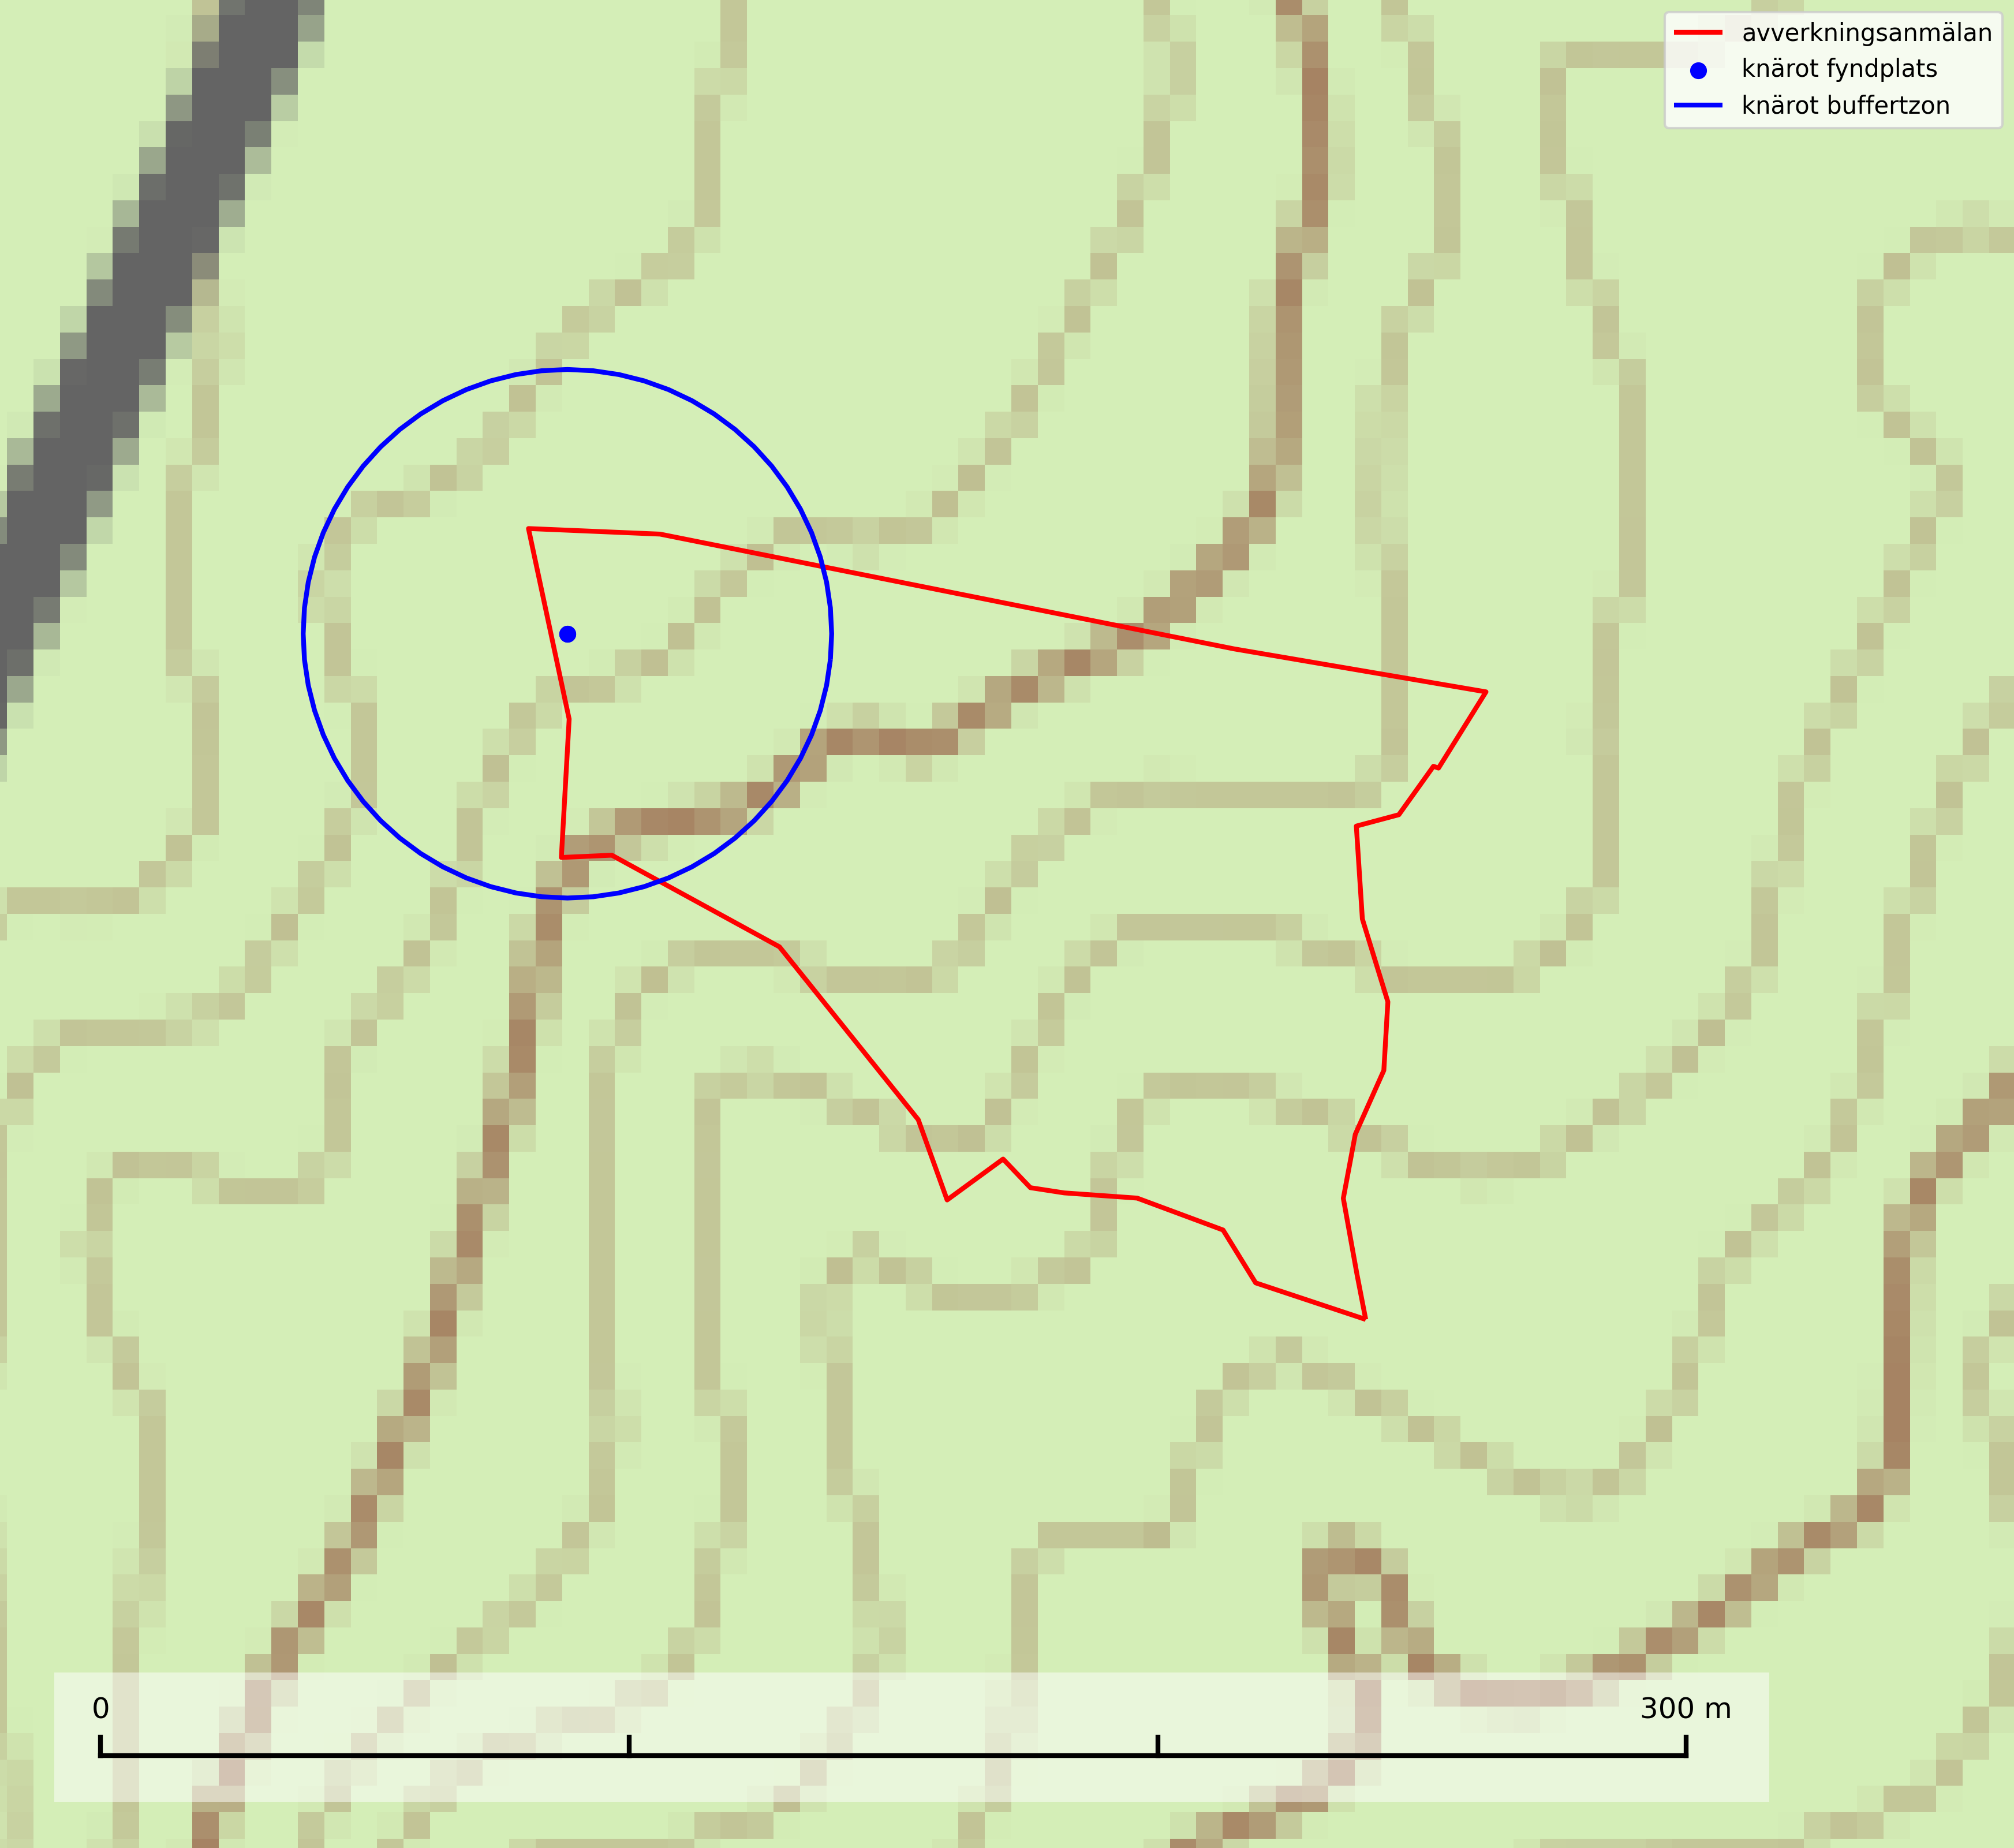 avverkningsanmälan
knärot fyndplats
knärot buffertzon
0
300 m